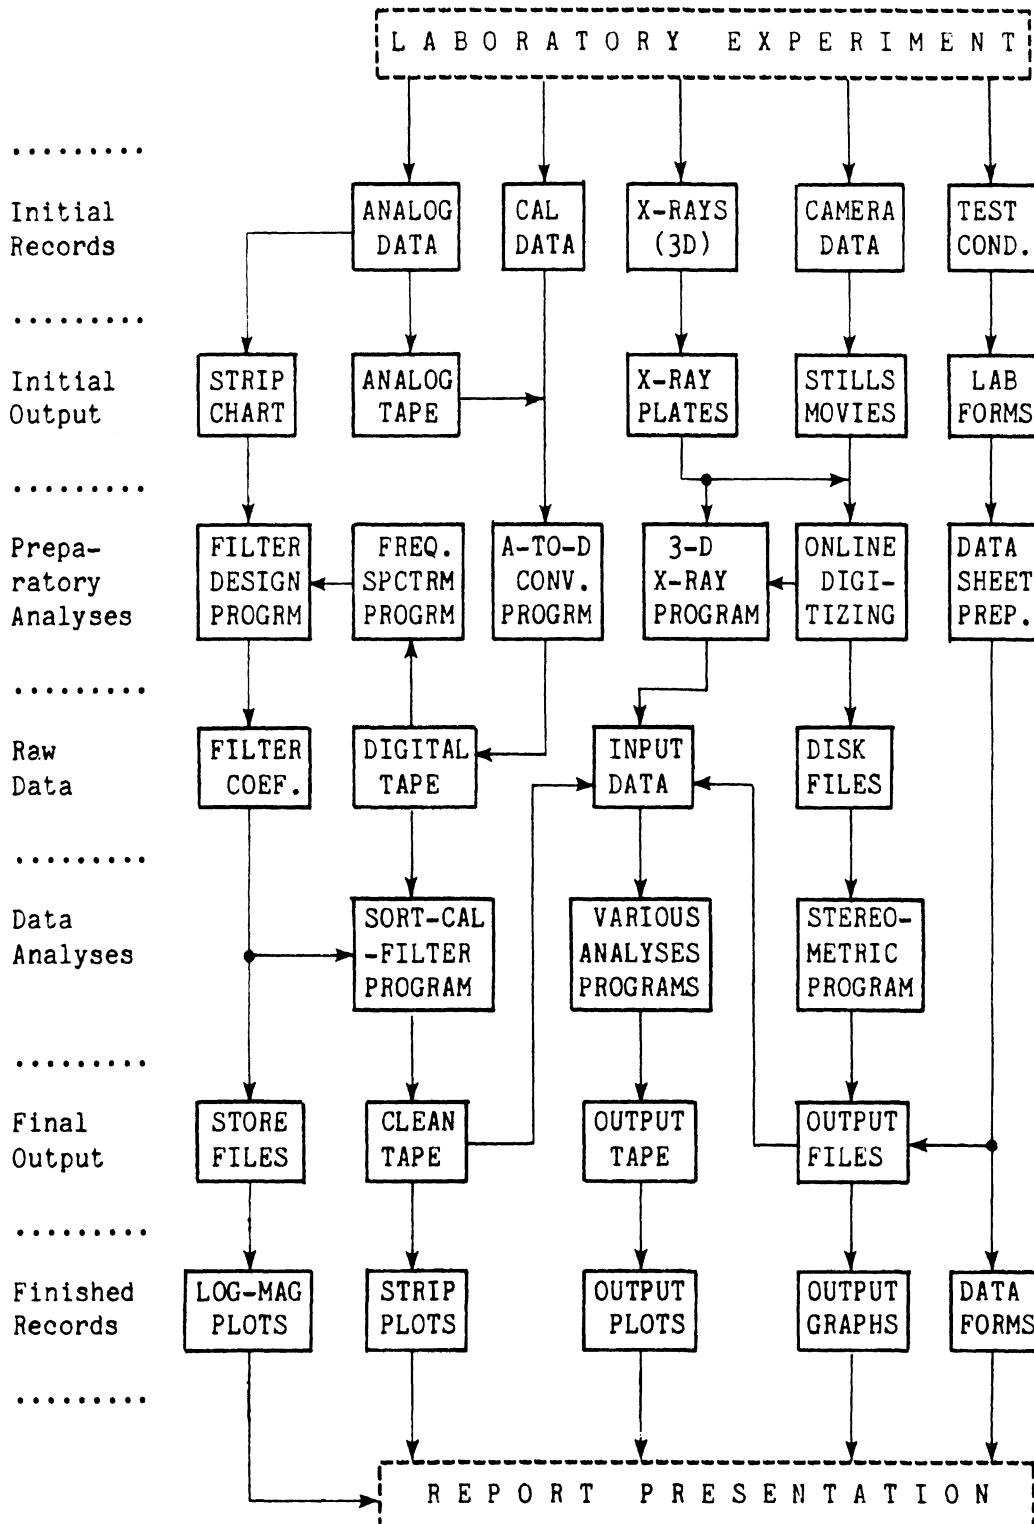 LABORATORY EXPERIMENT
.........
Initial
Records
ANALOG
DATA
CAL
DATA
X-RAYS
(3D)
CAMERA
DATA
TEST
COND.
.........
Initial
Output
STRIP
CHART
ANALOG
TAPE
X-RAY
PLATES
STILLS
MOVIES
LAB
FORMS
.........
Prepa-
ratory
Analyses
FILTER
DESIGN
PROGRM
FREQ.
SPCTRM
PROGRM
A-TO-D
CONV.
PROGRM
3-D
X-RAY
PROGRAM
ONLINE
DIGI-
TIZING
DATA
SHEET
PREP.
.........
Raw
Data
FILTER
COEF.
DIGITAL
TAPE
INPUT
DATA
DISK
FILES
.........
Data
Analyses
SORT-CAL
-FILTER
PROGRAM
VARIOUS
ANALYSES
PROGRAMS
STEREO-
METRIC
PROGRAM
.........
Final
Output
STORE
FILES
CLEAN
TAPE
OUTPUT
TAPE
OUTPUT
FILES
.........
Finished
Records
LOG-MAG
PLOTS
STRIP
PLOTS
OUTPUT
PLOTS
OUTPUT
GRAPHS
DATA
FORMS
.........
REPORT PRESENTATION